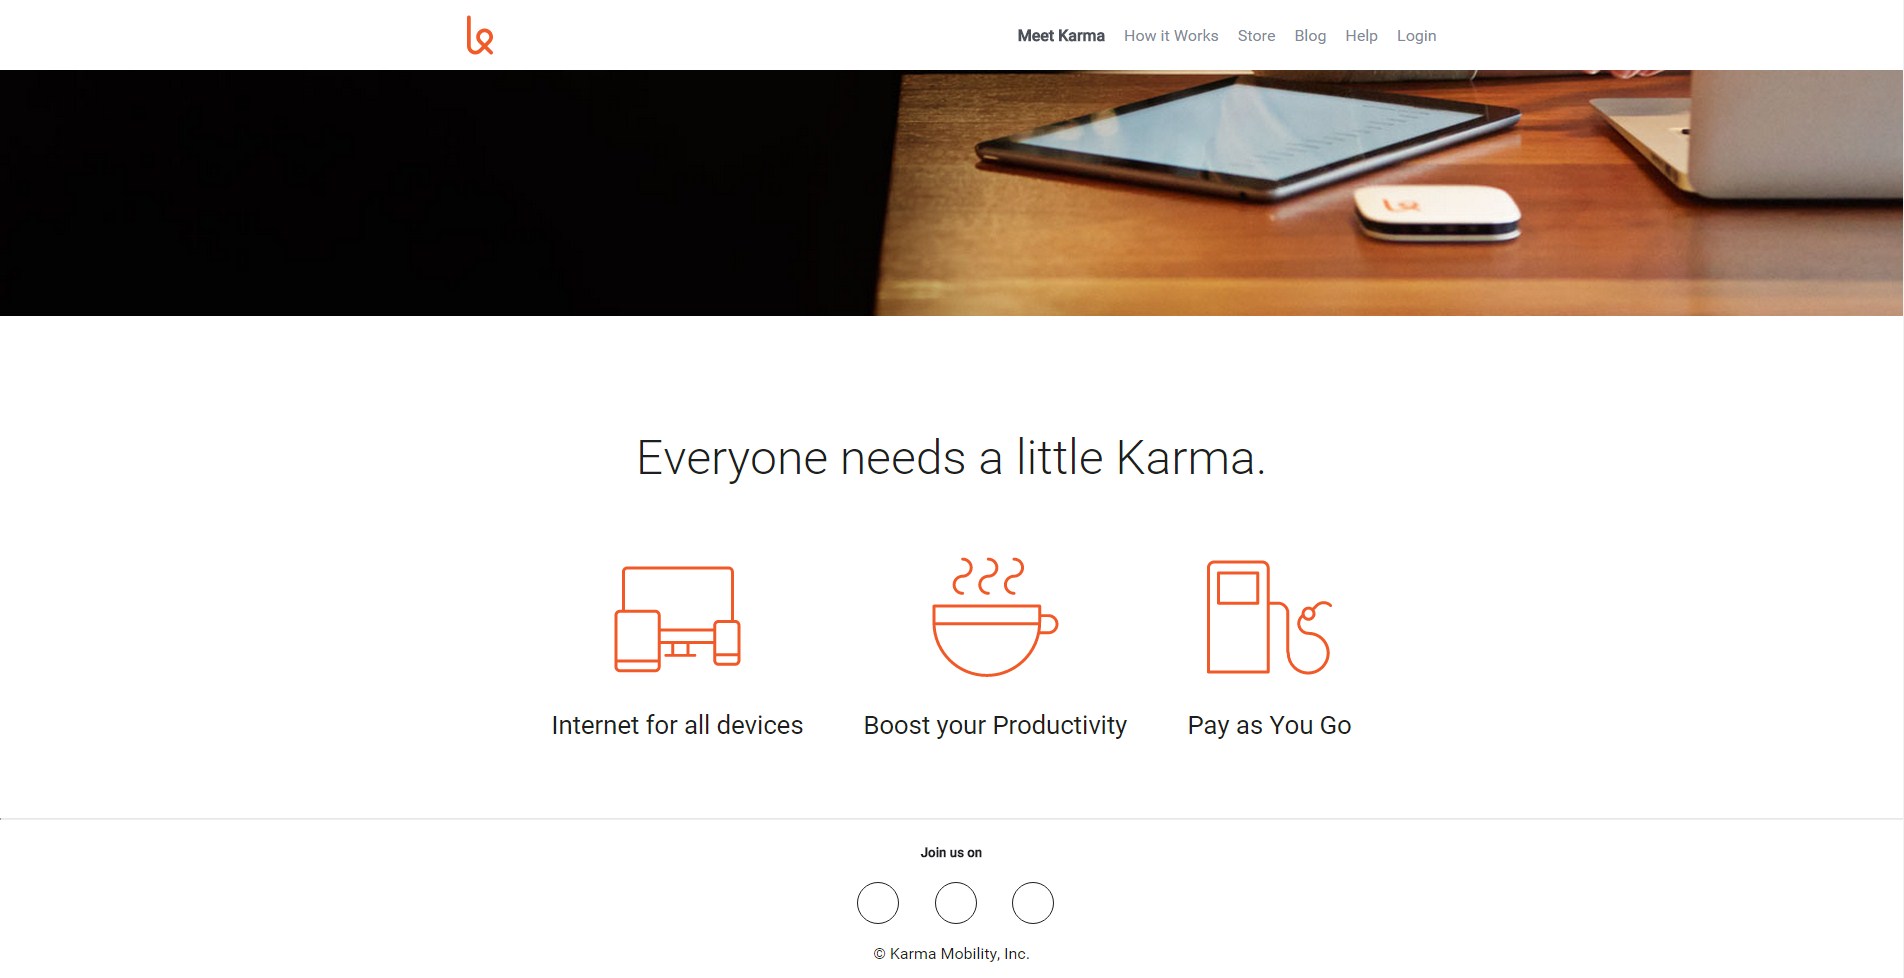 Meet Karma How it Works Store Blog Help Login
Everyone needs a little Karma.
Internet for all devices Boost your Productivity Pay as You Go
Join us on
© Karma Mobility, Inc.